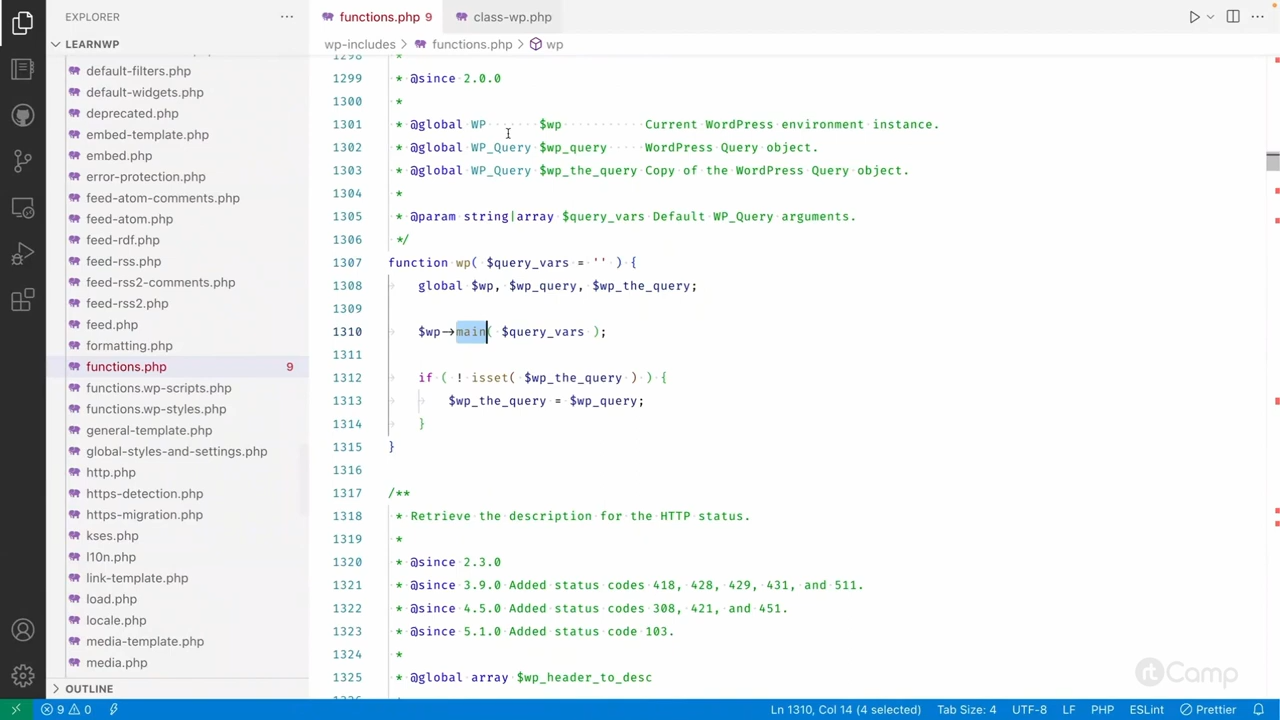 EXPLORER
functions.php 9
class-wp.php
LEARNWP
wp-includes > functions.php > wp
default-filters.php
default-widgets.php
deprecated.php
embed-template.php
embed.php
error-protection.php
feed-atom-comments.php
feed-atom.php
feed-rdf.php
feed-rss.php
feed-rss2-comments.php
feed-rss2.php
feed.php
formatting.php
functions.php 9
functions.wp-scripts.php
functions.wp-styles.php
general-template.php
global-styles-and-settings.php
http.php
https-detection.php
https-migration.php
kses.php
l10n.php
link-template.php
load.php
locale.php
media-template.php
media.php
OUTLINE
1298 *
1299 * @since 2.0.0
1300 *
1301 * @global WP $wp Current WordPress environment instance.
1302 * @global WP_Query $wp_query WordPress Query object.
1303 * @global WP_Query $wp_the_query Copy of the WordPress Query object.
1304 *
1305 * @param string|array $query_vars Default WP_Query arguments.
1306 */
1307 function wp( $query_vars = '' ) {
1308 global $wp, $wp_query, $wp_the_query;
1309
1310 $wp->main( $query_vars );
1311
1312 if ( ! isset( $wp_the_query ) ) {
1313 $wp_the_query = $wp_query;
1314 }
1315 }
1316
1317 /**
1318 * Retrieve the description for the HTTP status.
1319 *
1320 * @since 2.3.0
1321 * @since 3.9.0 Added status codes 418, 428, 429, 431, and 511.
1322 * @since 4.5.0 Added status codes 308, 421, and 451.
1323 * @since 5.1.0 Added status code 103.
1324 *
1325 * @global array $wp_header_to_desc
rtCamp
9 0
Ln 1310, Col 14 (4 selected) Tab Size: 4 UTF-8 LF PHP ESLint Prettier